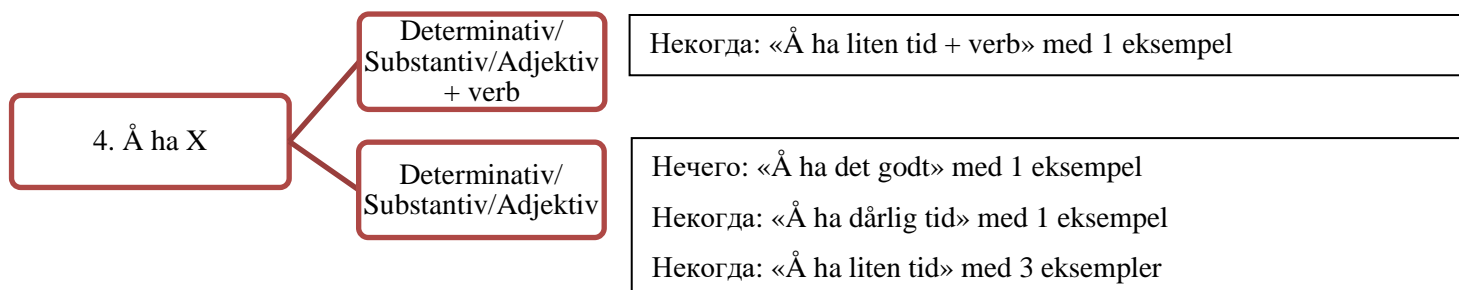 4. Å ha X
Determinativ/
Substantiv/Adjektiv
+ verb
Некогда: «Å ha liten tid + verb» med 1 eksempel
Determinativ/
Substantiv/Adjektiv
Нечего: «Å ha det godt» med 1 eksempel
Некогда: «Å ha dårlig tid» med 1 eksempel
Некогда: «Å ha liten tid» med 3 eksempler